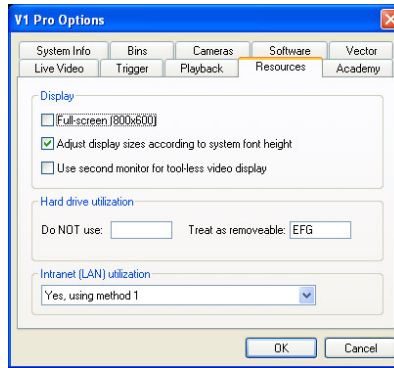 V1 Pro Options
System Info Bins Cameras Software Vector
Live Video Trigger Playback Resources Academy
Display
Full-screen (800x600)
Adjust display sizes according to system font height
Use second monitor for tool-less video display
Hard drive utilization
Do NOT use: Treat as removeable: EFG
Intranet (LAN) utilization
Yes, using method 1
OK Cancel